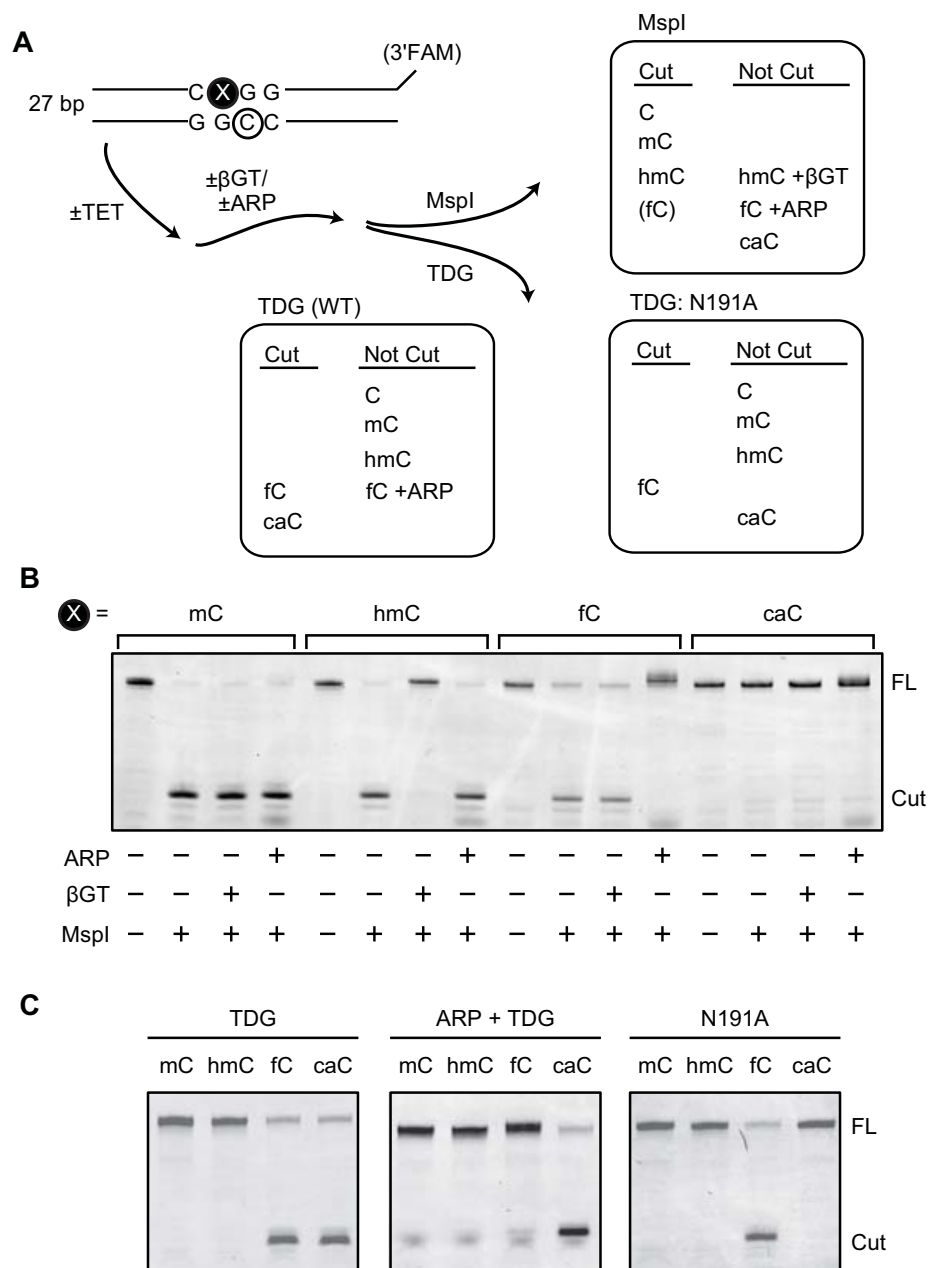 A
(3'FAM)
27 bp
C X G G
G G C C
±TET
±βGT/
±ARP
MspI
TDG
MspI
Cut Not Cut
C
mC
hmC hmC +βGT
(fC) fC +ARP
caC
TDG (WT)
Cut Not Cut
C
mC
hmC
fC fC +ARP
caC
TDG: N191A
Cut Not Cut
C
mC
hmC
fC
caC
B
X = mC hmC fC caC
FL
Cut
ARP − − − + − − − + − − − + − − − +
βGT − − + − − − + − − − + − − − + −
MspI − + + + − + + + − + + + − + + +
C
TDG ARP + TDG N191A
mC hmC fC caC mC hmC fC caC mC hmC fC caC
FL
Cut